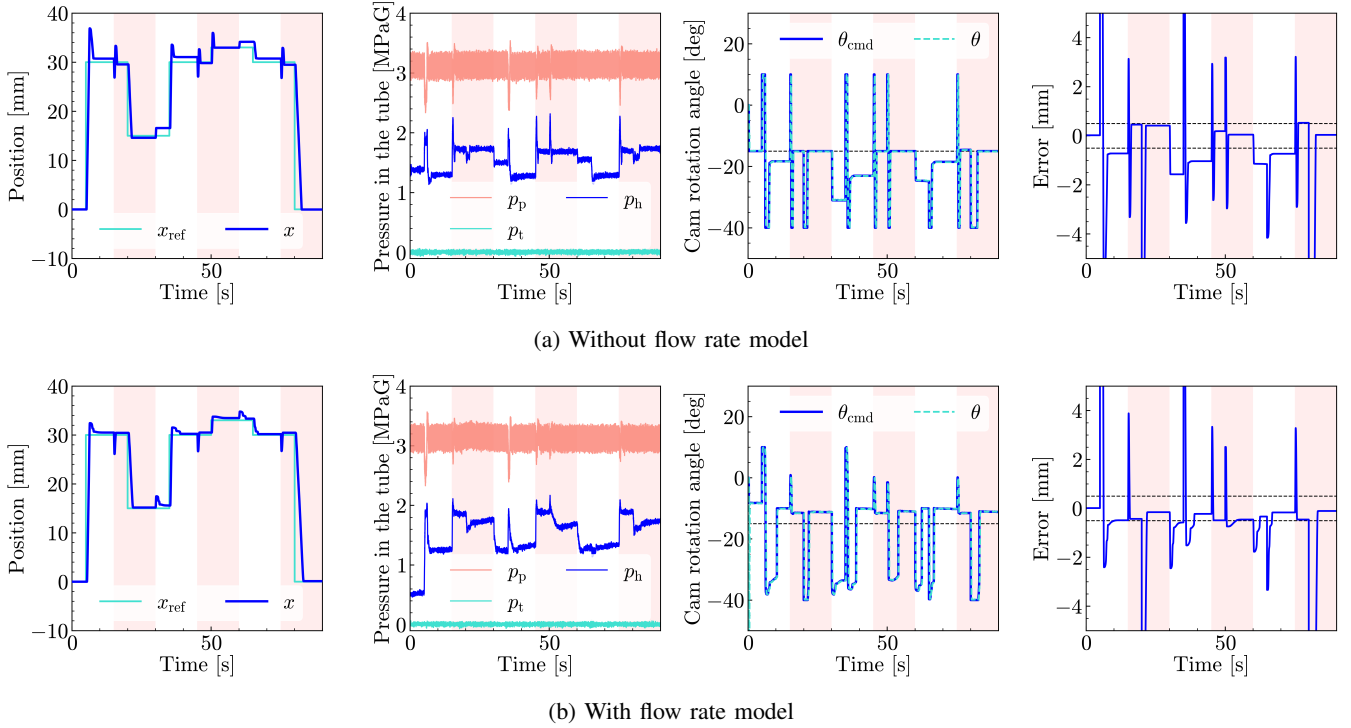 40
30
20
10
0
−10
Position [mm]
0
50
Time [s]
x_ref
x
4
3
2
1
0
Pressure in the tube [MPaG]
p_p
p_t
p_h
0
50
Time [s]
20
0
−20
−40
Cam rotation angle [deg]
θ_cmd
θ
0
50
Time [s]
4
2
0
−2
−4
Error [mm]
0
50
Time [s]
(a) Without flow rate model
40
30
20
10
0
−10
Position [mm]
x_ref
x
0
50
Time [s]
4
3
2
1
0
Pressure in the tube [MPaG]
p_p
p_t
p_h
0
50
Time [s]
20
0
−20
−40
Cam rotation angle [deg]
θ_cmd
θ
0
50
Time [s]
4
2
0
−2
−4
Error [mm]
0
50
Time [s]
(b) With flow rate model